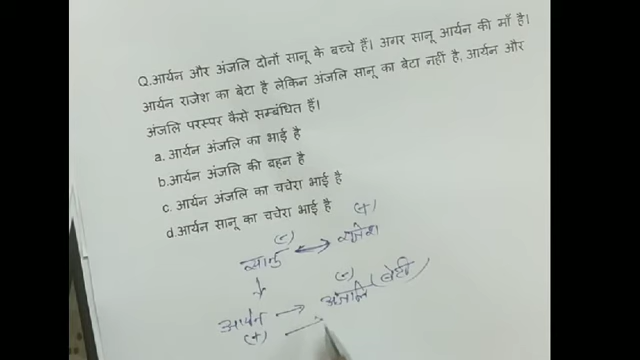 Q.आर्यन और अंजलि दोनों सानू के बच्चे हैं। अगर सानू आर्यन की माँ है।
आर्यन राजेश का बेटा है लेकिन अंजलि सानू का बेटा नहीं है, आर्यन और
अंजलि परस्पर कैसे सम्बंधित हैं।
a. आर्यन अंजलि का भाई है
b.आर्यन अंजलि की बहन है
c. आर्यन अंजलि का चचेरा भाई है
d.आर्यन सानू का चचेरा भाई है
(-) (+)
सानु ↔ राजेश
(-)
आर्यन → अंजलि (बेटी)
(+)